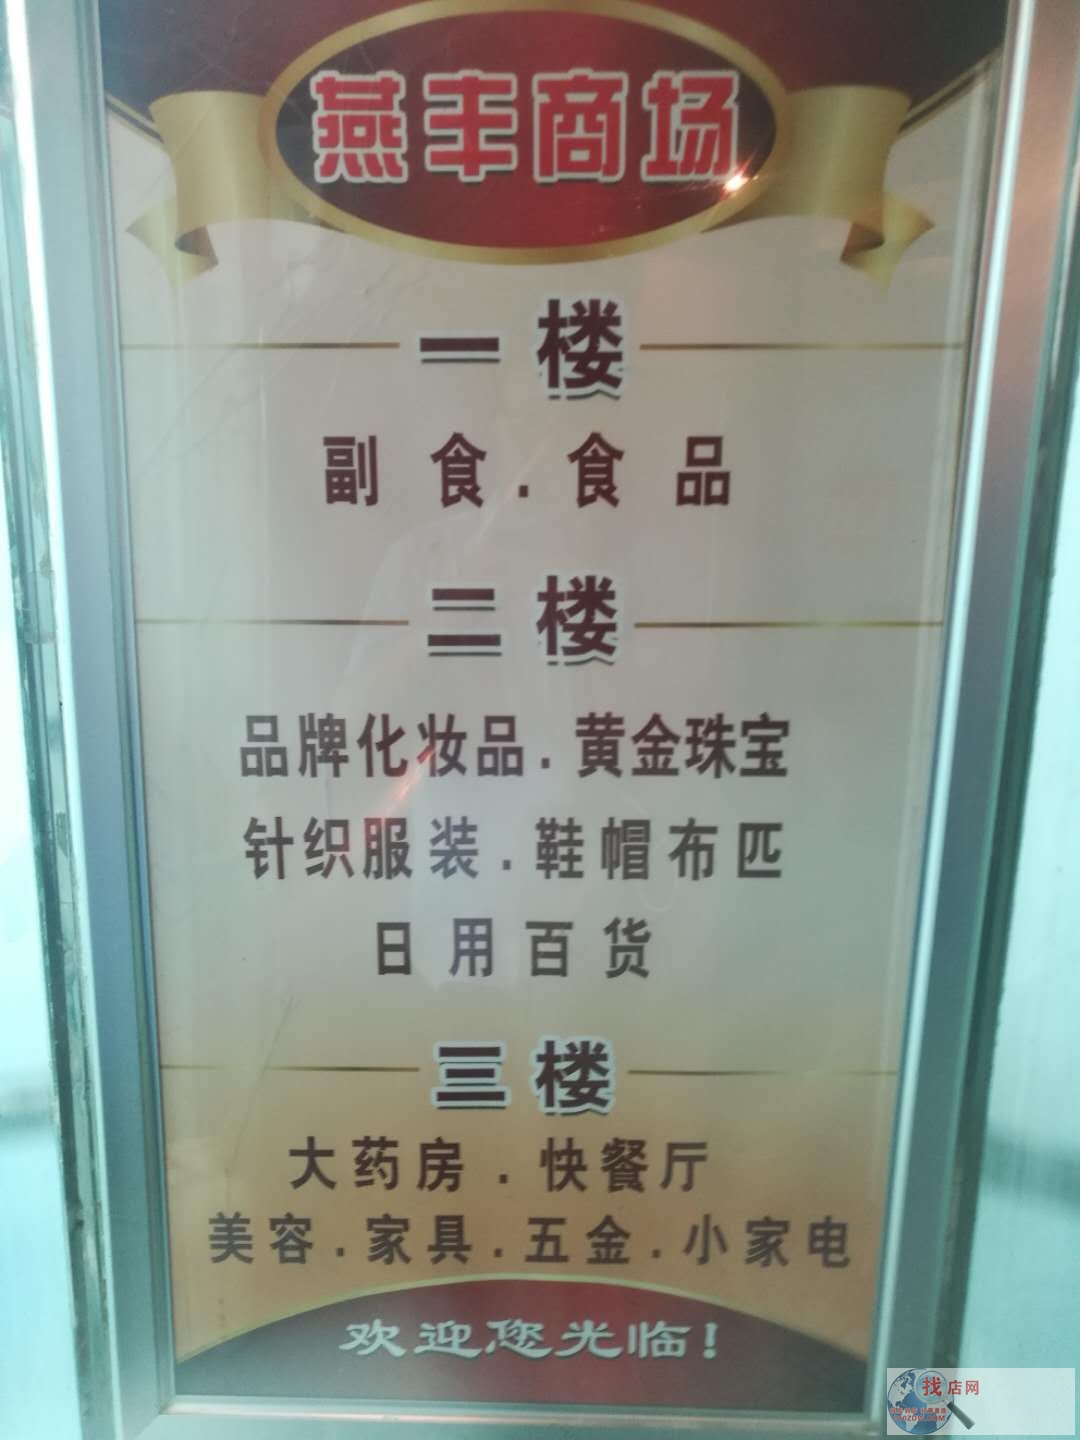 燕丰商场
一楼
副食.食品
二楼
品牌化妆品.黄金珠宝
针织服装.鞋帽布匹
日用百货
三楼
大药房.快餐厅
美容.家具.五金.小家电
欢迎您光临!
找店网